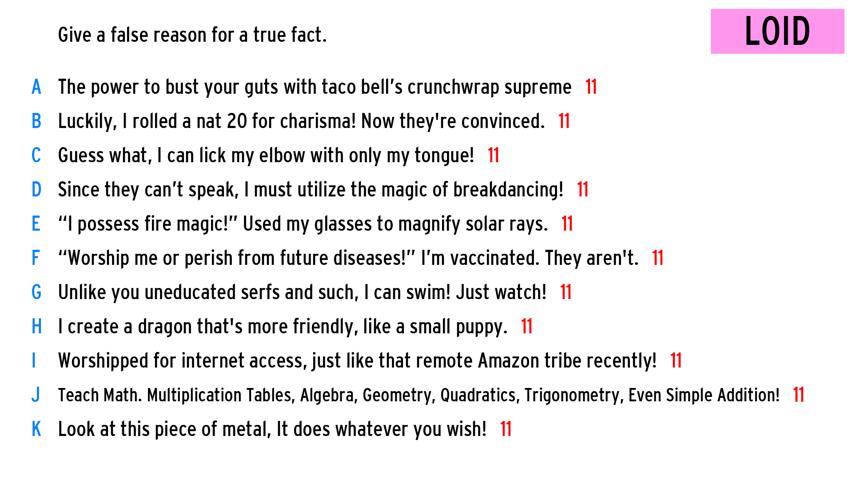 Give a false reason for a true fact.
LOID
A The power to bust your guts with taco bell’s crunchwrap supreme 11
B Luckily, I rolled a nat 20 for charisma! Now they're convinced. 11
C Guess what, I can lick my elbow with only my tongue! 11
D Since they can’t speak, I must utilize the magic of breakdancing! 11
E “I possess fire magic!” Used my glasses to magnify solar rays. 11
F “Worship me or perish from future diseases!” I’m vaccinated. They aren't. 11
G Unlike you uneducated serfs and such, I can swim! Just watch! 11
H I create a dragon that's more friendly, like a small puppy. 11
I Worshipped for internet access, just like that remote Amazon tribe recently! 11
J Teach Math. Multiplication Tables, Algebra, Geometry, Quadratics, Trigonometry, Even Simple Addition! 11
K Look at this piece of metal, It does whatever you wish! 11